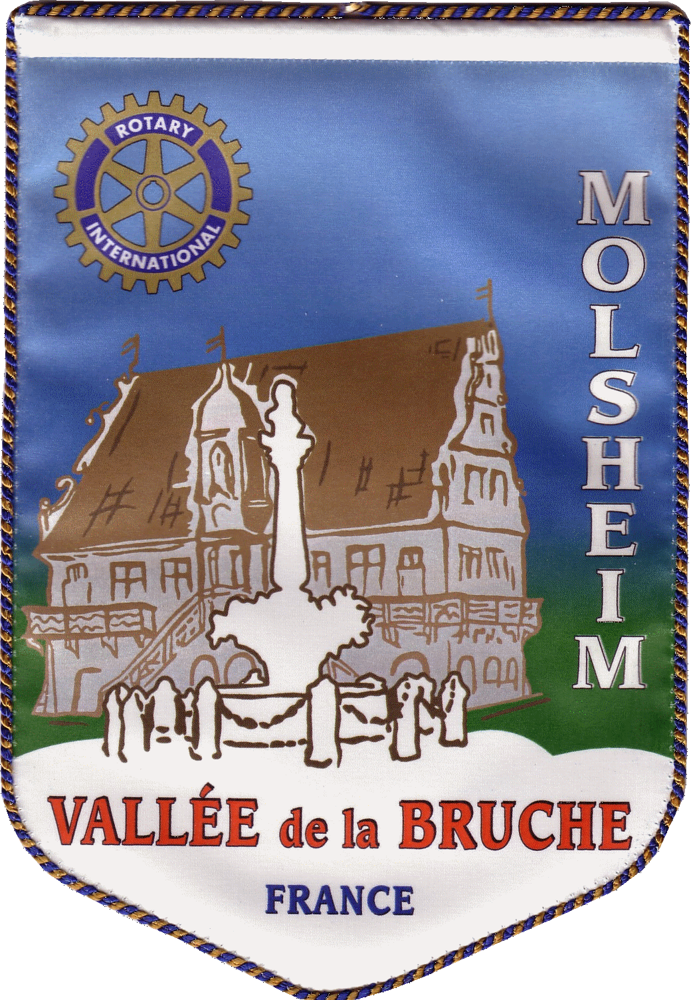 ROTARY
INTERNATIONAL
MOLSHEIM
VALLÉE de la BRUCHE
FRANCE